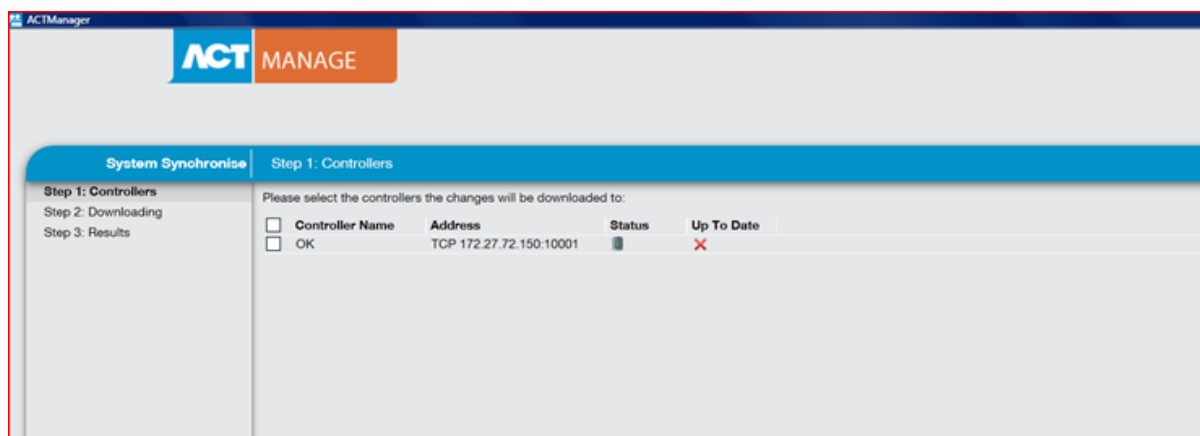 ACTManager
ACT MANAGE
System Synchronise
Step 1: Controllers
Step 1: Controllers
Step 2: Downloading
Step 3: Results
Please select the controllers the changes will be downloaded to:
Controller Name Address Status Up To Date
OK TCP 172.27.72.150:10001